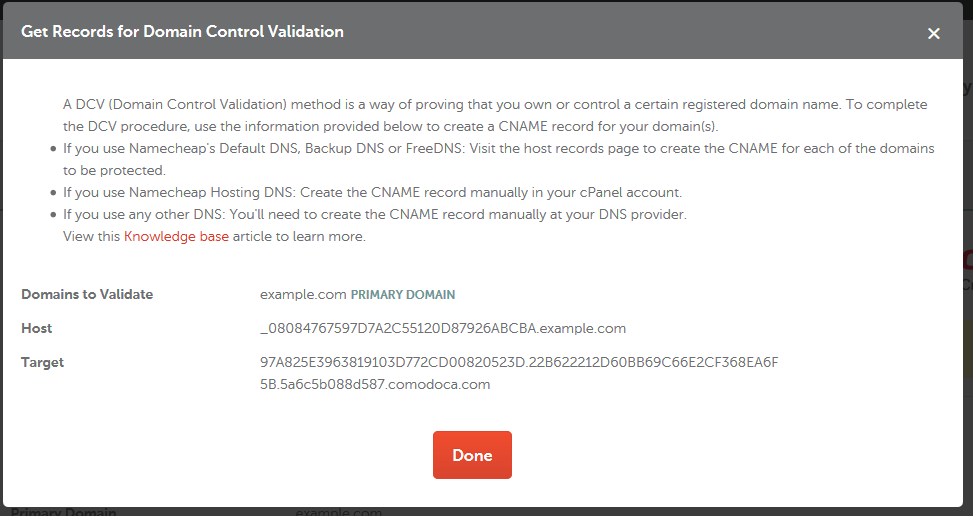 Get Records for Domain Control Validation
×
A DCV (Domain Control Validation) method is a way of proving that you own or control a certain registered domain name. To complete
the DCV procedure, use the information provided below to create a CNAME record for your domain(s).
• If you use Namecheap's Default DNS, Backup DNS or FreeDNS: Visit the host records page to create the CNAME for each of the domains
to be protected.
• If you use Namecheap Hosting DNS: Create the CNAME record manually in your cPanel account.
• If you use any other DNS: You'll need to create the CNAME record manually at your DNS provider.
View this Knowledge base article to learn more.
Domains to Validate example.com PRIMARY DOMAIN
Host _08084767597D7A2C55120D87926ABCBA.example.com
Target 97A825E3963819103D772CD00820523D.22B622212D60BB69C66E2CF368EA6F
5B.5a6c5b088d587.comodoca.com
Done
Primary Domain example.com